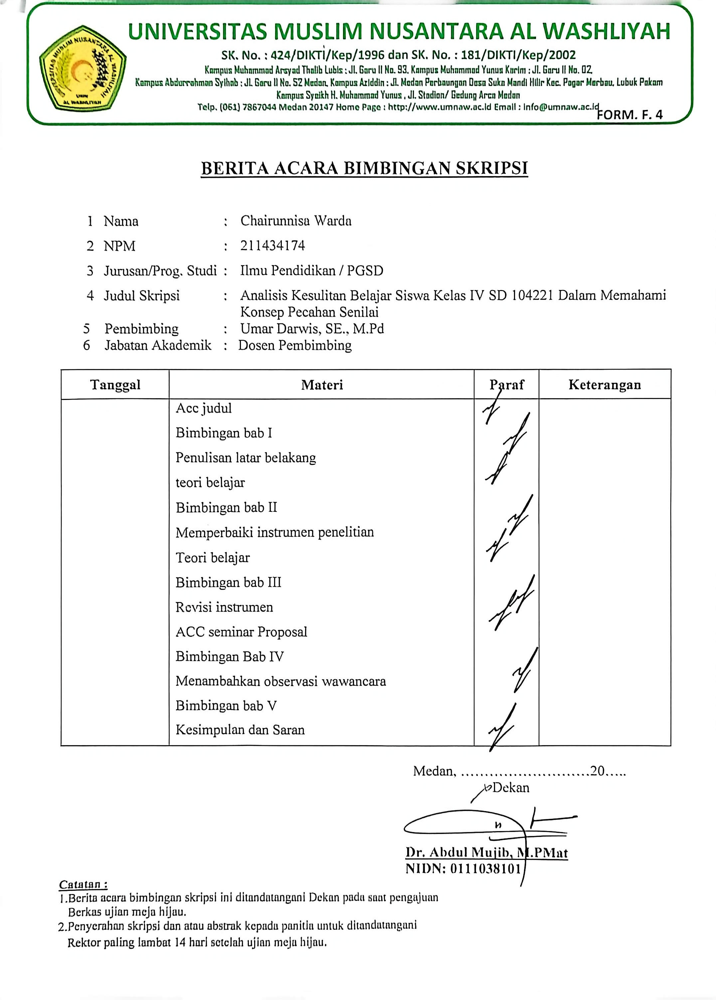 UNIVERSITAS MUSLIM NUSANTARA AL WASHLIYAH
SK. No. : 424/DIKTI/Kep/1996 dan SK. No. : 181/DIKTI/Kep/2002
Kampus Muhammad Arsyad Thalib Lubis : Jl. Garu II No. 93, Kampus Muhammad Yunus Karim : Jl. Garu II No. 02,
Kampus Abdurrahman Syihab : Jl. Garu II No. 52 Medan, Kampus Aziddin : Jl. Medan Perbaungan Desa Suka Mandi Hilir Kec. Pagar Merbau, Lubuk Pakam
Kampus Syaikh H. Muhammad Yunus , Jl. Stadion/ Gedung Arca Medan
Telp. (061) 7867044 Medan 20147 Home Page : http://www.umnaw.ac.id Email : info@umnaw.ac.id
FORM. F. 4
UNIVERSITAS MUSLIM NUSANTARA AL WASHLIYAH
UMN
AL WASHLIYAH
BERITA ACARA BIMBINGAN SKRIPSI
1 Nama : Chairunnisa Warda
2 NPM : 211434174
3 Jurusan/Prog. Studi : Ilmu Pendidikan / PGSD
4 Judul Skripsi : Analisis Kesulitan Belajar Siswa Kelas IV SD 104221 Dalam Memahami
Konsep Pecahan Senilai
5 Pembimbing : Umar Darwis, SE., M.Pd
6 Jabatan Akademik : Dosen Pembimbing
Tanggal Materi Paraf Keterangan
Acc judul
Bimbingan bab I
Penulisan latar belakang
teori belajar
Bimbingan bab II
Memperbaiki instrumen penelitian
Teori belajar
Bimbingan bab III
Revisi instrumen
ACC seminar Proposal
Bimbingan Bab IV
Menambahkan observasi wawancara
Bimbingan bab V
Kesimpulan dan Saran
Medan, ...........................20.....
Dekan
Dr. Abdul Mujib, M.PMat
NIDN: 0111038101
Catatan :
1.Berita acara bimbingan skripsi ini ditandatangani Dekan pada saat pengajuan
Berkas ujian meja hijau.
2.Penyerahan skripsi dan atau abstrak kepada panitia untuk ditandatangani
Rektor paling lambat 14 hari setelah ujian meja hijau.